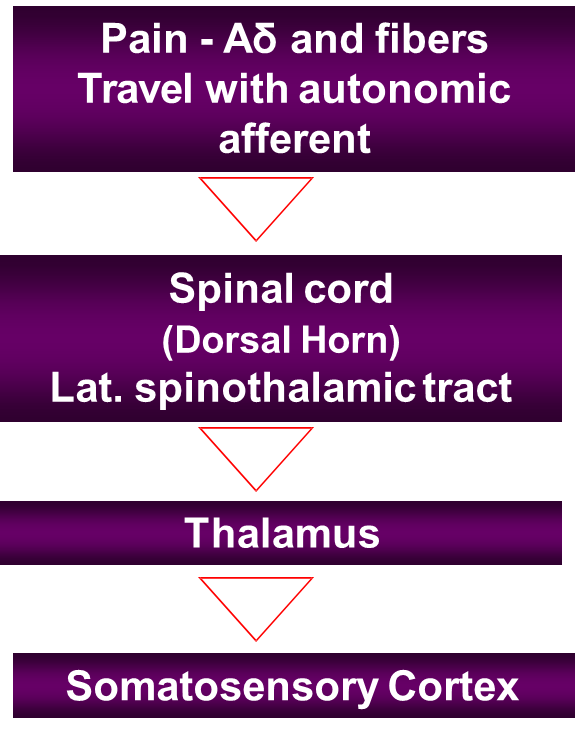 Pain - Aδ and fibers
Travel with autonomic
afferent
Spinal cord
(Dorsal Horn)
Lat. spinothalamic tract
Thalamus
Somatosensory Cortex